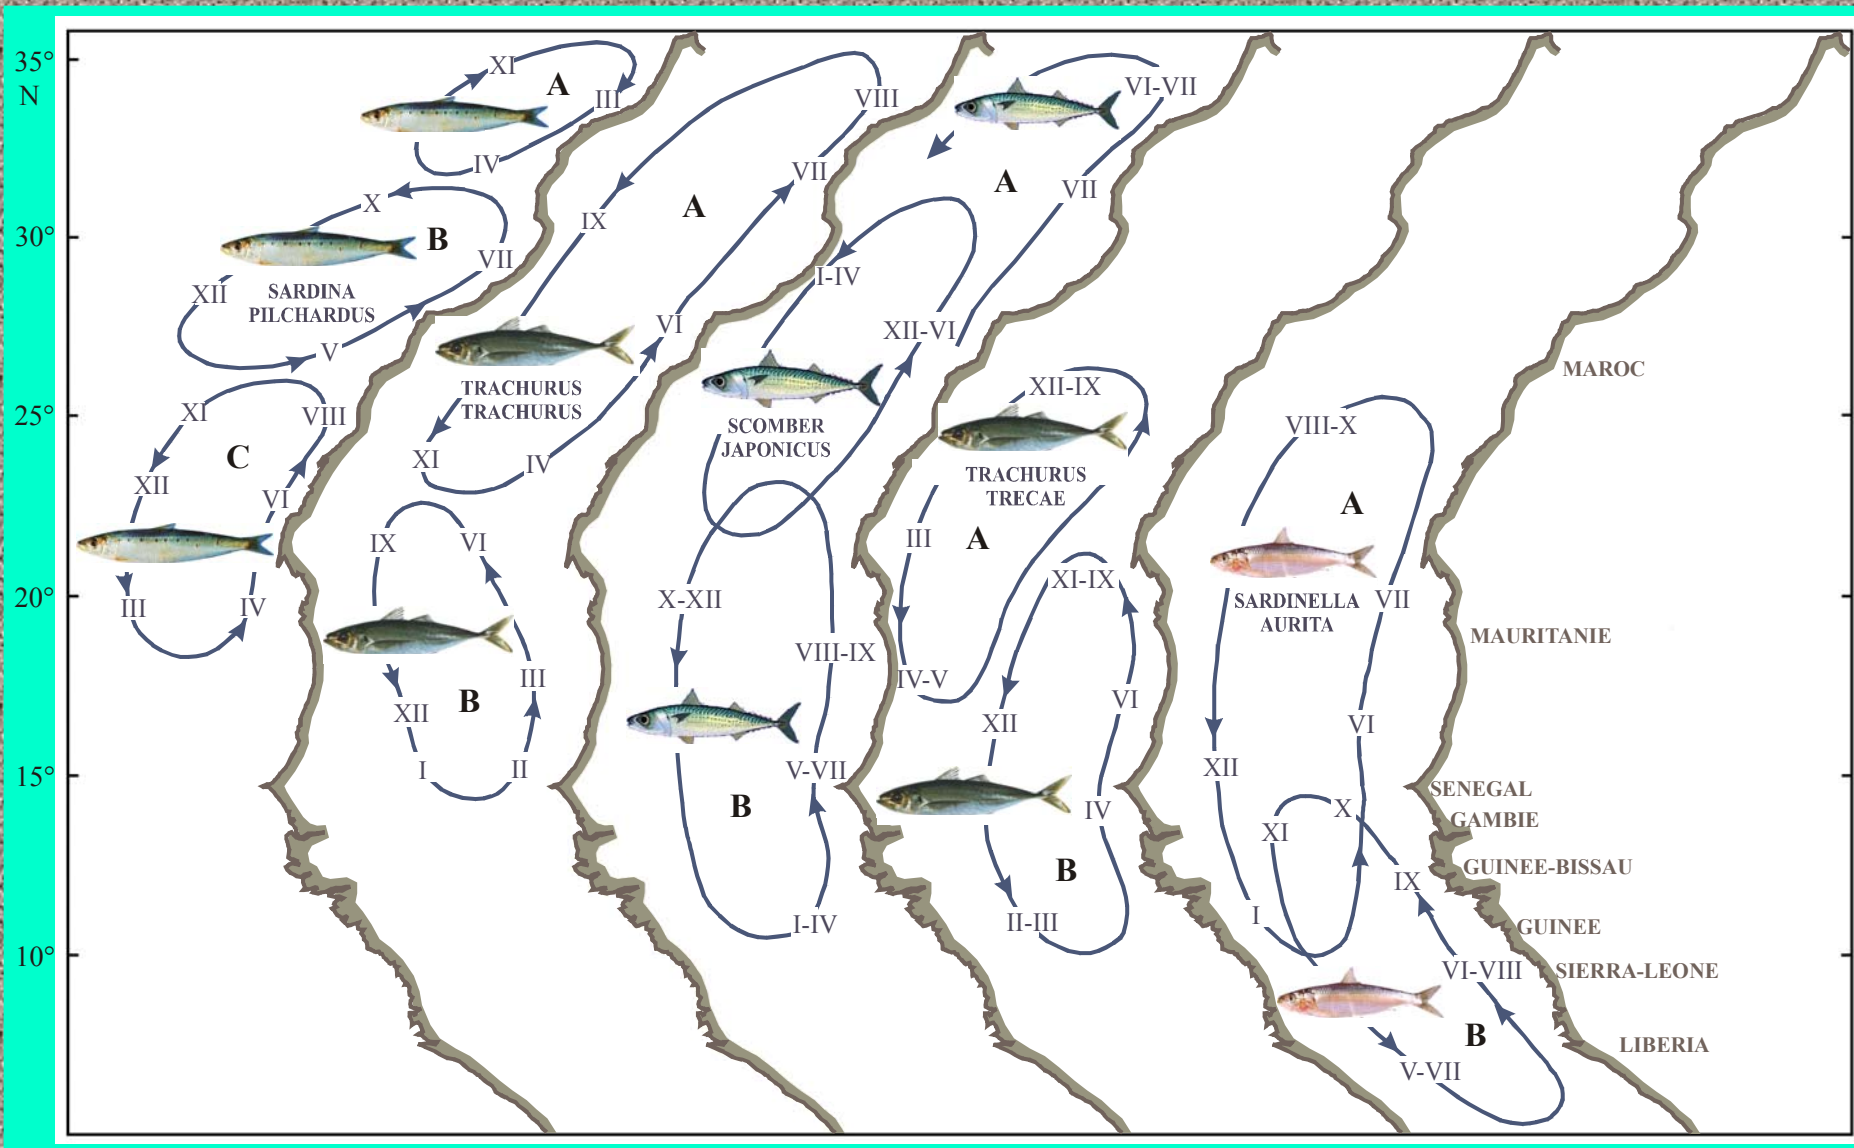 35°
N
30°
25°
20°
15°
10°
XI
A
III
IV
X
B
VII
XII
SARDINA
PILCHARDUS
V
XI
VIII
C
XII
VI
III
IV
VIII
VII
A
IX
VI
TRACHURUS
TRACHURUS
XI
IV
IX
VI
III
B
XII
I
II
VI-VII
A
VII
I-IV
XII-VI
SCOMBER
JAPONICUS
X-XII
VIII-IX
V-VII
B
I-IV
XII-IX
TRACHURUS
TRECAE
III
A
IV-V
XI-IX
VI
XII
IV
B
II-III
VIII-X
A
SARDINELLA
AURITA
VII
VI
XII
X
XI
I
IX
VI-VIII
B
V-VII
MAROC
MAURITANIE
SENEGAL
GAMBIE
GUINEE-BISSAU
GUINEE
SIERRA-LEONE
LIBERIA